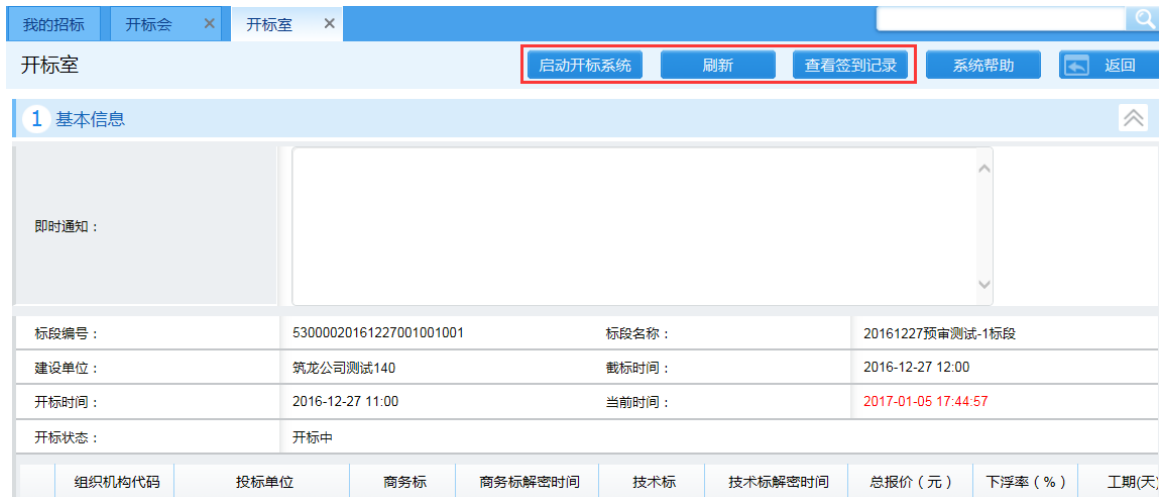 我的招标 开标会 × 开标室 ×
开标室 启动开标系统 刷新 查看签到记录 系统帮助 返回
1 基本信息
即时通知：
标段编号： 53000020161227001001001 标段名称： 20161227预审测试-1标段
建设单位： 筑龙公司测试140 截标时间： 2016-12-27 12:00
开标时间： 2016-12-27 11:00 当前时间： 2017-01-05 17:44:57
开标状态： 开标中
组织机构代码 投标单位 商务标 商务标解密时间 技术标 技术标解密时间 总报价（元） 下浮率（%） 工期(天)